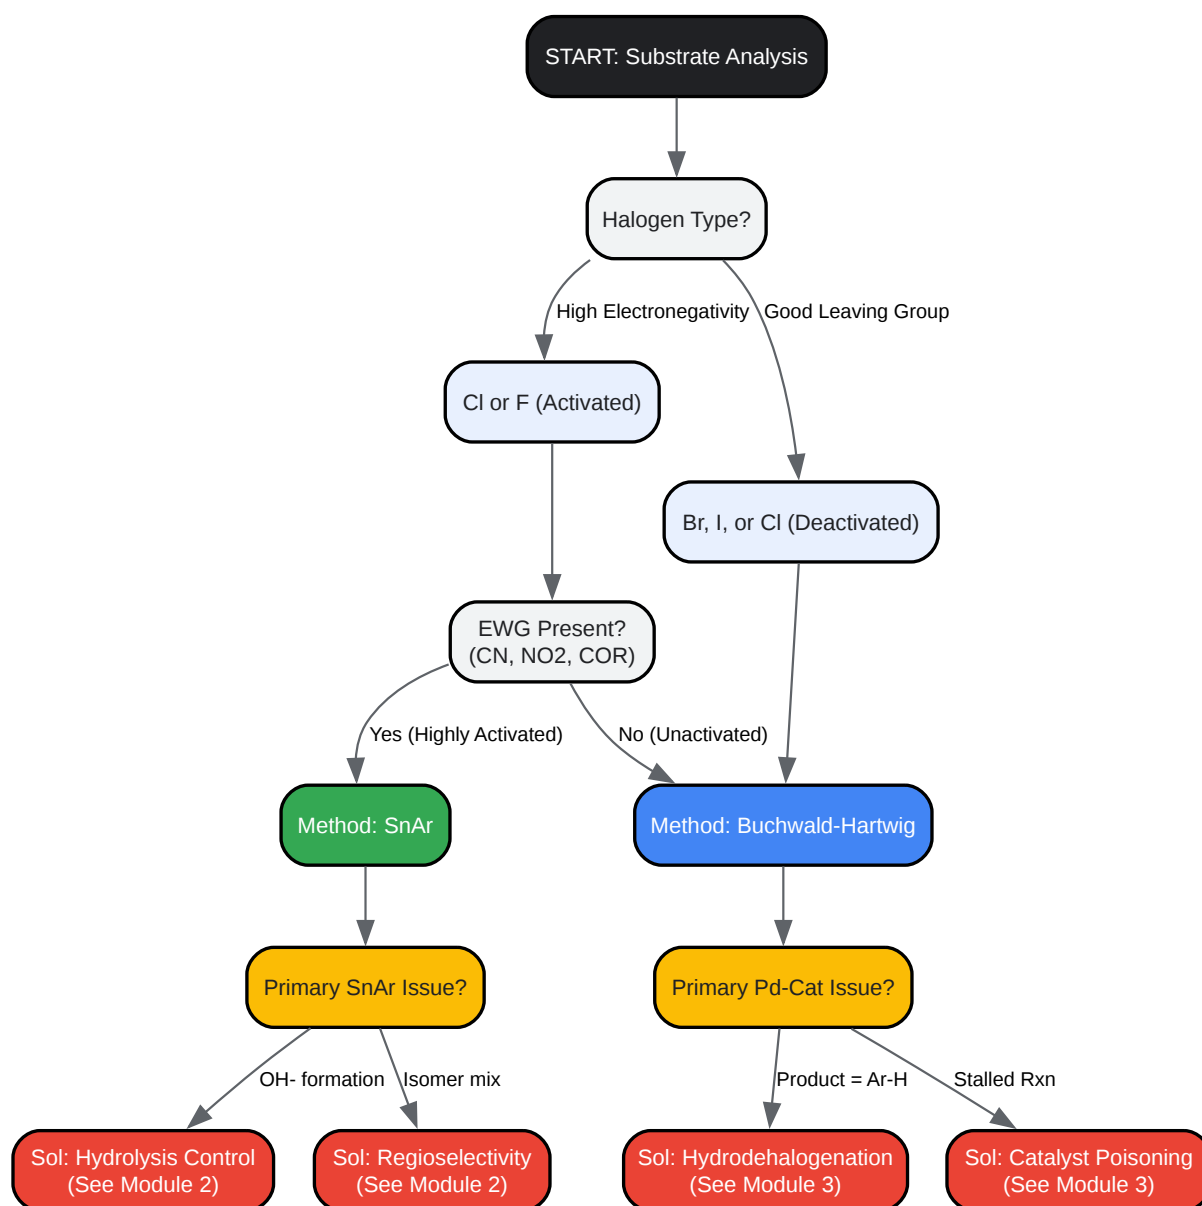 START: Substrate Analysis
Halogen Type?
High Electronegativity
Good Leaving Group
Cl or F (Activated)
Br, I, or Cl (Deactivated)
EWG Present?
(CN, NO2, COR)
Yes (Highly Activated)
No (Unactivated)
Method: SnAr
Method: Buchwald-Hartwig
Primary SnAr Issue?
Primary Pd-Cat Issue?
OH- formation
Isomer mix
Product = Ar-H
Stalled Rxn
Sol: Hydrolysis Control
(See Module 2)
Sol: Regioselectivity
(See Module 2)
Sol: Hydrodehalogenation
(See Module 3)
Sol: Catalyst Poisoning
(See Module 3)